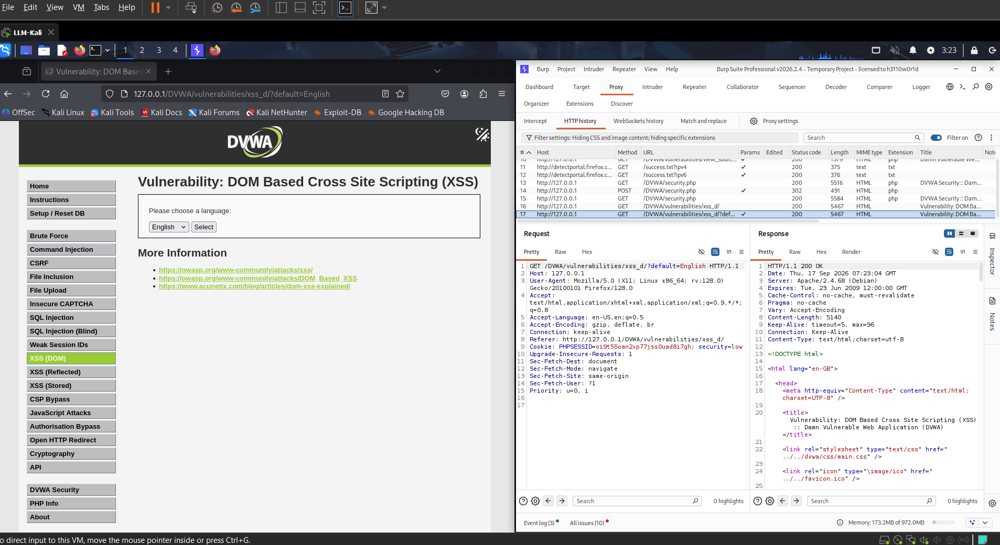 File Edit View VM Tabs Help
LLM-Kali
1 2 3 4
3:23
Vulnerability: DOM Based
127.0.0.1/DVWA/vulnerabilities/xss_d/?default=English
OffSec Kali Linux Kali Tools Kali Docs Kali Forums Kali NetHunter Exploit-DB Google Hacking DB
DVWA
Home
Instructions
Setup / Reset DB
Brute Force
Command Injection
CSRF
File Inclusion
File Upload
Insecure CAPTCHA
SQL Injection
SQL Injection (Blind)
Weak Session IDs
XSS (DOM)
XSS (Reflected)
XSS (Stored)
CSP Bypass
JavaScript Attacks
Authorisation Bypass
Open HTTP Redirect
Cryptography
API
DVWA Security
PHP Info
About
Vulnerability: DOM Based Cross Site Scripting (XSS)
Please choose a language:
English Select
More Information
https://owasp.org/www-community/attacks/xss/
https://owasp.org/www-community/attacks/DOM_Based_XSS
https://www.acunetix.com/blog/articles/dom-xss-explained/
Burp Project Intruder Repeater View Help Burp Suite Professional v2026.2.4 - Temporary Project - licensed to h3110w0r1d
Dashboard Target Proxy Intruder Repeater Collaborator Sequencer Decoder Comparer Logger
Organizer Extensions Discover
Intercept HTTP history WebSockets history Match and replace Proxy settings
Filter settings: Hiding CSS and image content; hiding specific extensions Search Filter on
# Host Method URL Params Edited Status code Length MIME type Extension Title Note
10 http://127.0.0.1 GET /DVWA/vulnerabilities/view_sourc... ✓ 200 1579 HTML php Damn Vulnerable We...
11 http://detectportal.firefox.c... GET /success.txt?ipv4 ✓ 200 375 text txt
12 http://detectportal.firefox.c... GET /success.txt?ipv6 ✓ 200 376 text txt
13 http://127.0.0.1 GET /DVWA/security.php 200 5516 HTML php DVWA Security :: Dam...
14 http://127.0.0.1 POST /DVWA/security.php ✓ 302 491 HTML php
15 http://127.0.0.1 GET /DVWA/security.php 200 5584 HTML php DVWA Security :: Dam...
16 http://127.0.0.1 GET /DVWA/vulnerabilities/xss_d/ 200 5467 HTML Vulnerability: DOM Ba...
17 http://127.0.0.1 GET /DVWA/vulnerabilities/xss_d/?def... ✓ 200 5467 HTML Vulnerability: DOM Ba...
Request
Pretty Raw Hex \n
1 GET /DVWA/vulnerabilities/xss_d/?default=English HTTP/1.1
2 Host: 127.0.0.1
3 User-Agent: Mozilla/5.0 (X11; Linux x86_64; rv:128.0)
Gecko/20100101 Firefox/128.0
4 Accept:
text/html,application/xhtml+xml,application/xml;q=0.9,*/*;
q=0.8
5 Accept-Language: en-US,en;q=0.5
6 Accept-Encoding: gzip, deflate, br
7 Connection: keep-alive
8 Referer: http://127.0.0.1/DVWA/vulnerabilities/xss_d/
9 Cookie: PHPSESSID=oi9t55oan2vp77jss0uad8i7gh; security=low
10 Upgrade-Insecure-Requests: 1
11 Sec-Fetch-Dest: document
12 Sec-Fetch-Mode: navigate
13 Sec-Fetch-Site: same-origin
14 Sec-Fetch-User: ?1
15 Priority: u=0, i
16
17
Search 0 highlights
Response
Pretty Raw Hex Render \n
1 HTTP/1.1 200 OK
2 Date: Thu, 17 Sep 2026 07:23:04 GMT
3 Server: Apache/2.4.68 (Debian)
4 Expires: Tue, 23 Jun 2009 12:00:00 GMT
5 Cache-Control: no-cache, must-revalidate
6 Pragma: no-cache
7 Vary: Accept-Encoding
8 Content-Length: 5140
9 Keep-Alive: timeout=5, max=96
10 Connection: Keep-Alive
11 Content-Type: text/html;charset=utf-8
12
13 <!DOCTYPE html>
14
15 <html lang="en-GB">
16
17 <head>
18 <meta http-equiv="Content-Type" content="text/html;
charset=UTF-8" />
19
20 <title>
Vulnerability: DOM Based Cross Site Scripting (XSS)
:: Damn Vulnerable Web Application (DVWA)
</title>
21
22 <link rel="stylesheet" type="text/css" href="
../../dvwa/css/main.css" />
23
24 <link rel="icon" type="\image/ico" href="
../../favicon.ico" />
25
Search 0 highlights
Inspector
Notes
Event log (3) All issues (10) Memory: 173.2MB of 972.0MB
o direct input to this VM, move the mouse pointer inside or press Ctrl+G.